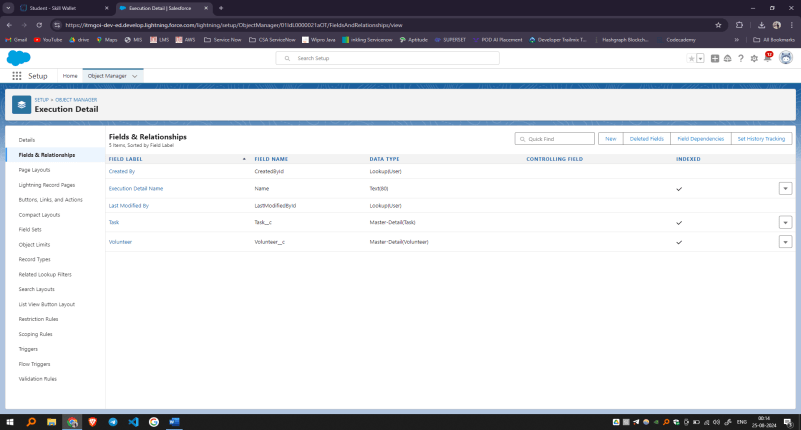 Student - Skill Wallet
Execution Detail | Salesforce
https://itmgoi-dev-ed.develop.lightning.force.com/lightning/setup/ObjectManager/01IdL0000021aOT/FieldsAndRelationships/view
Gmail YouTube drive Maps MIS LMS AWS Service Now CSA ServiceNow Wipro Java inkling Servicenow Aptitude SUPERSET POD AI Placement Developer Trailmix T... Hashgraph Blockch... Codecademy All Bookmarks
Search Setup
Setup Home Object Manager
SETUP > OBJECT MANAGER
Execution Detail
Details
Fields & Relationships
Page Layouts
Lightning Record Pages
Buttons, Links, and Actions
Compact Layouts
Field Sets
Object Limits
Record Types
Related Lookup Filters
Search Layouts
List View Button Layout
Restriction Rules
Scoping Rules
Triggers
Flow Triggers
Validation Rules
Fields & Relationships
5 Items, Sorted by Field Label
Quick Find New Deleted Fields Field Dependencies Set History Tracking
FIELD LABEL FIELD NAME DATA TYPE CONTROLLING FIELD INDEXED
Created By CreatedById Lookup(User)
Execution Detail Name Name Text(80)
Last Modified By LastModifiedById Lookup(User)
Task Task__c Master-Detail(Task)
Volunteer Volunteer__c Master-Detail(Volunteer)
ENG
00:14
25-08-2024